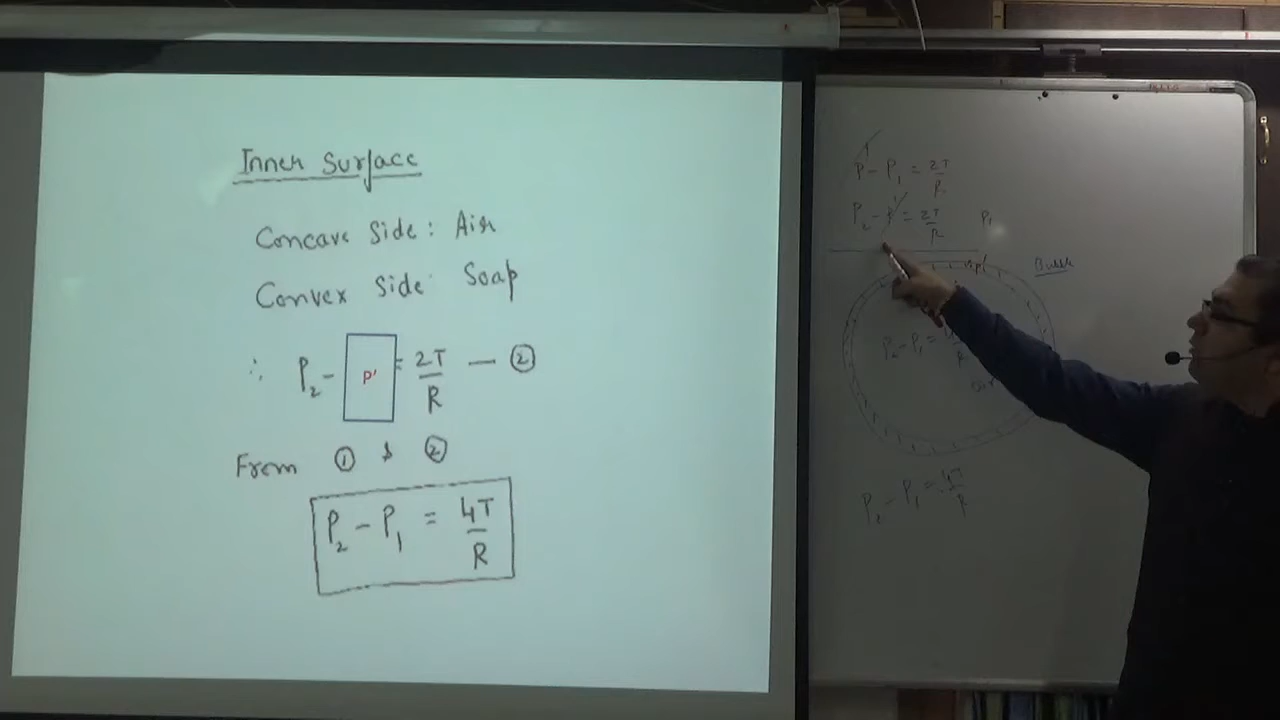 Inner Surface
Concave Side: Air
Convex Side Soap
∴ P₂ - P' = 2T/R — ②
From ① & ②
P₂ - P₁ = 4T/R
P' - P₁ = 2T/R
P₂ - P' = 2T/R
P₁
Bubble
P₂ - P₁ =
P₂ - P₁ = 4T/R